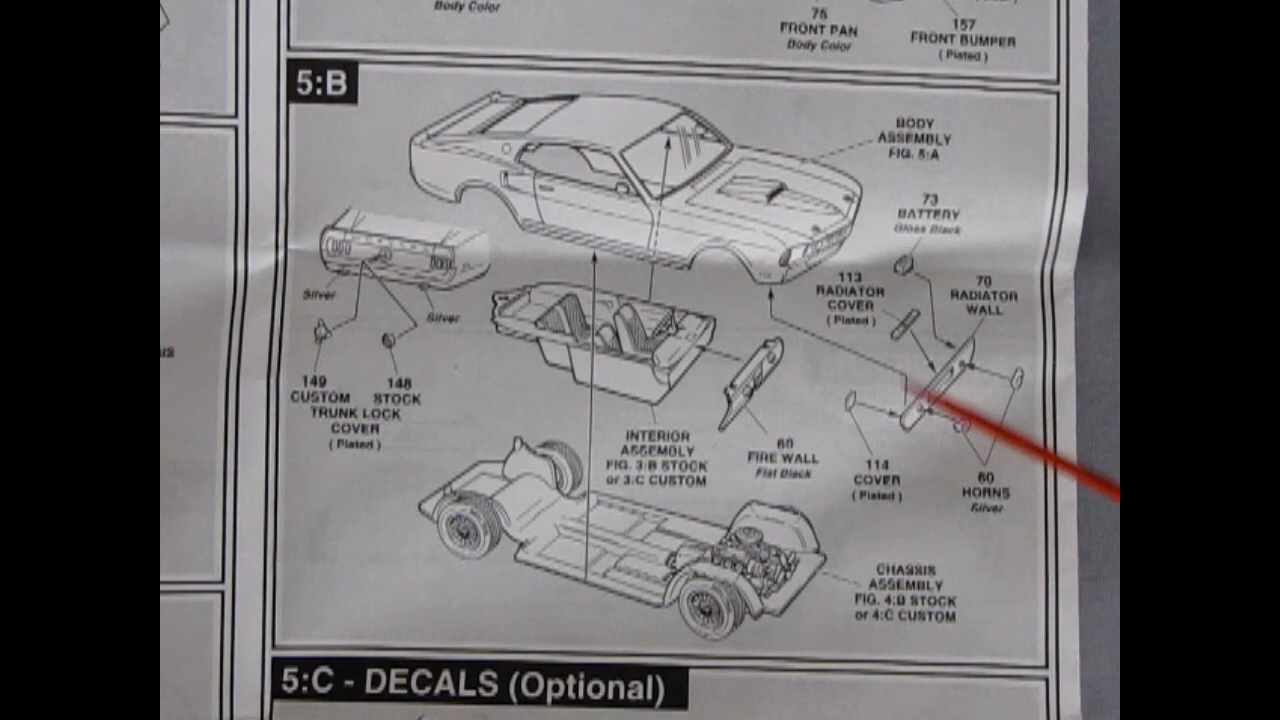 Body Color
75
FRONT PAN
Body Color
157
FRONT BUMPER
(Plated)
5:B
BODY
ASSEMBLY
FIG. 5:A
73
BATTERY
Gloss Black
113
RADIATOR
COVER
(Plated)
70
RADIATOR
WALL
Silver
Silver
149
CUSTOM
148
STOCK
TRUNK LOCK
COVER
(Plated)
INTERIOR
ASSEMBLY
FIG. 3:B STOCK
or 3:C CUSTOM
FIRE WALL
Flat Black
114
COVER
(Plated)
60
HORNS
Silver
CHASSIS
ASSEMBLY
FIG. 4:B STOCK
or 4:C CUSTOM
5:C - DECALS (Optional)